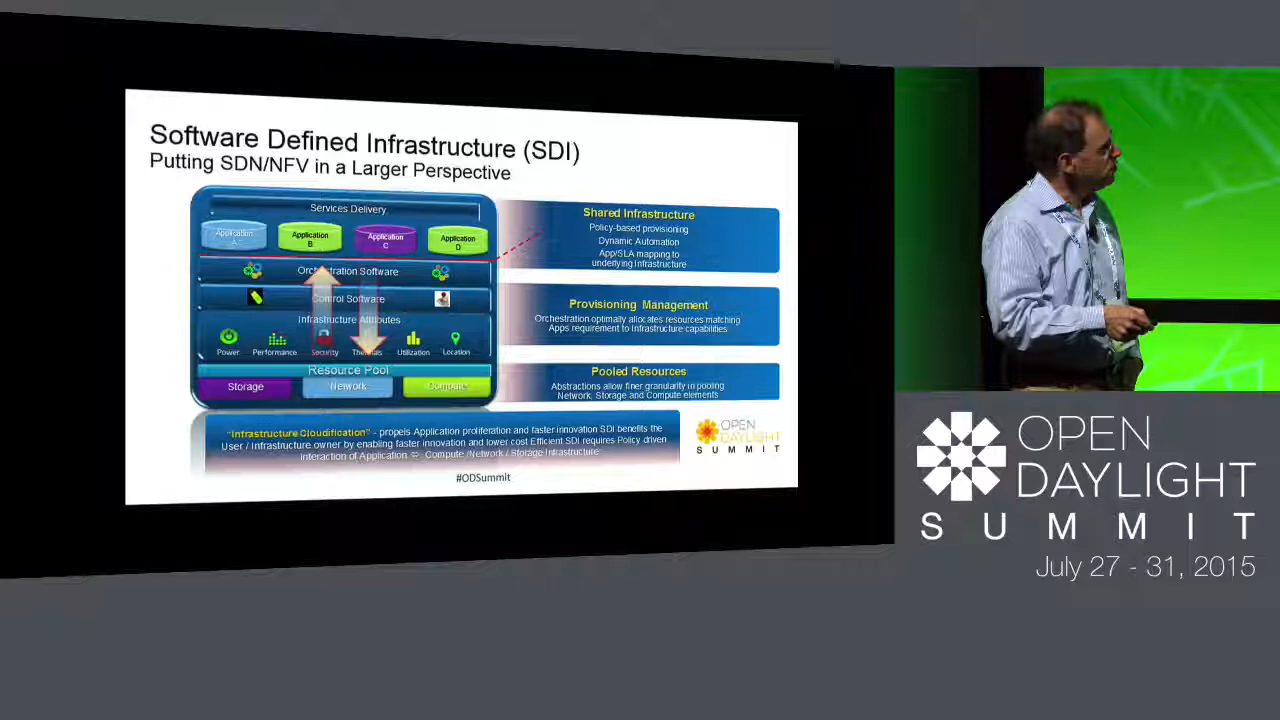 Software Defined Infrastructure (SDI)
Putting SDN/NFV in a Larger Perspective
Services Delivery
Application A
Application B
Application C
Application D
Orchestration Software
Control Software
Infrastructure Attributes
Power
Performance
Security
Thermals
Utilization
Location
Resource Pool
Storage
Network
Compute
Shared Infrastructure
Policy-based provisioning
Dynamic Automation
App/SLA mapping to
underlying Infrastructure
Provisioning Management
Orchestration optimally allocates resources matching
Apps requirement to Infrastructure capabilities
Pooled Resources
Abstractions allow finer granularity in pooling
Network, Storage and Compute elements
"Infrastructure Cloudification" - propels Application proliferation and faster innovation SDI benefits the
User / Infrastructure owner by enabling faster innovation and lower cost Efficient SDI requires Policy driven
interaction of Application ⇔ Compute /Network / Storage Infrastructure
OPEN
DAYLIGHT
SUMMIT
#ODSummit
OPEN
DAYLIGHT
SUMMIT
July 27 - 31, 2015